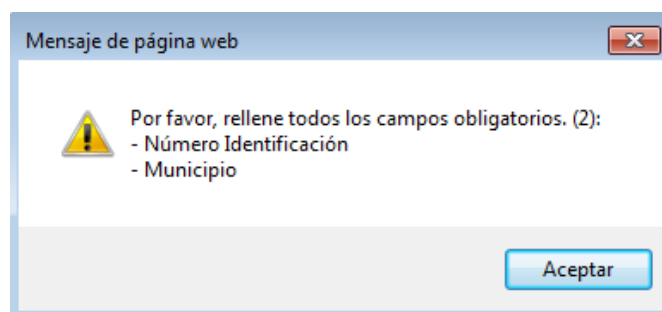 Mensaje de página web
Por favor, rellene todos los campos obligatorios. (2):
- Número Identificación
- Municipio
Aceptar